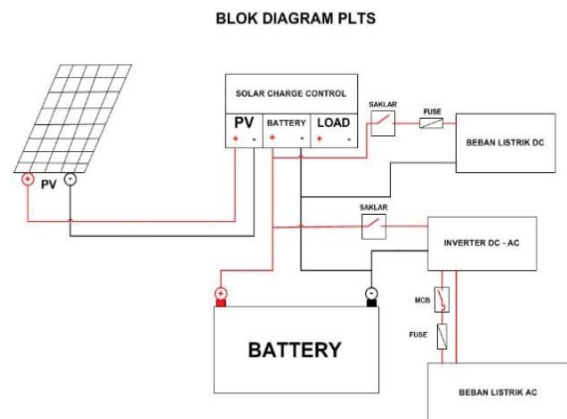 BLOK DIAGRAM PLTS
SOLAR CHARGE CONTROL
PV BATTERY LOAD
+ - + - + -
SAKLAR
FUSE
BEBAN LISTRIK DC
+ PV -
SAKLAR
INVERTER DC - AC
+ -
MCB
FUSE
BATTERY
BEBAN LISTRIK AC